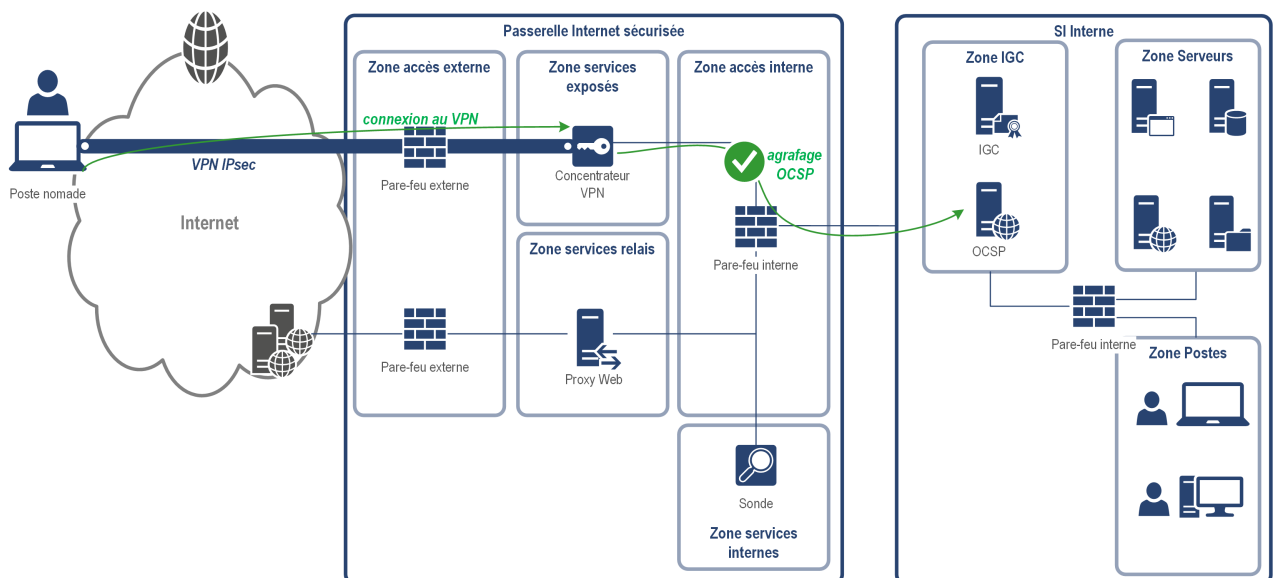 Passerelle Internet sécurisée
SI Interne
Zone accès externe
Zone services
exposés
Zone accès interne
Zone IGC
Zone Serveurs
connexion au VPN
VPN IPsec
Poste nomade
Pare-feu externe
Concentrateur
VPN
agrafage
OCSP
IGC
Internet
Zone services relais
Pare-feu interne
OCSP
Pare-feu externe
Proxy Web
Pare-feu interne
Zone Postes
Sonde
Zone services
internes